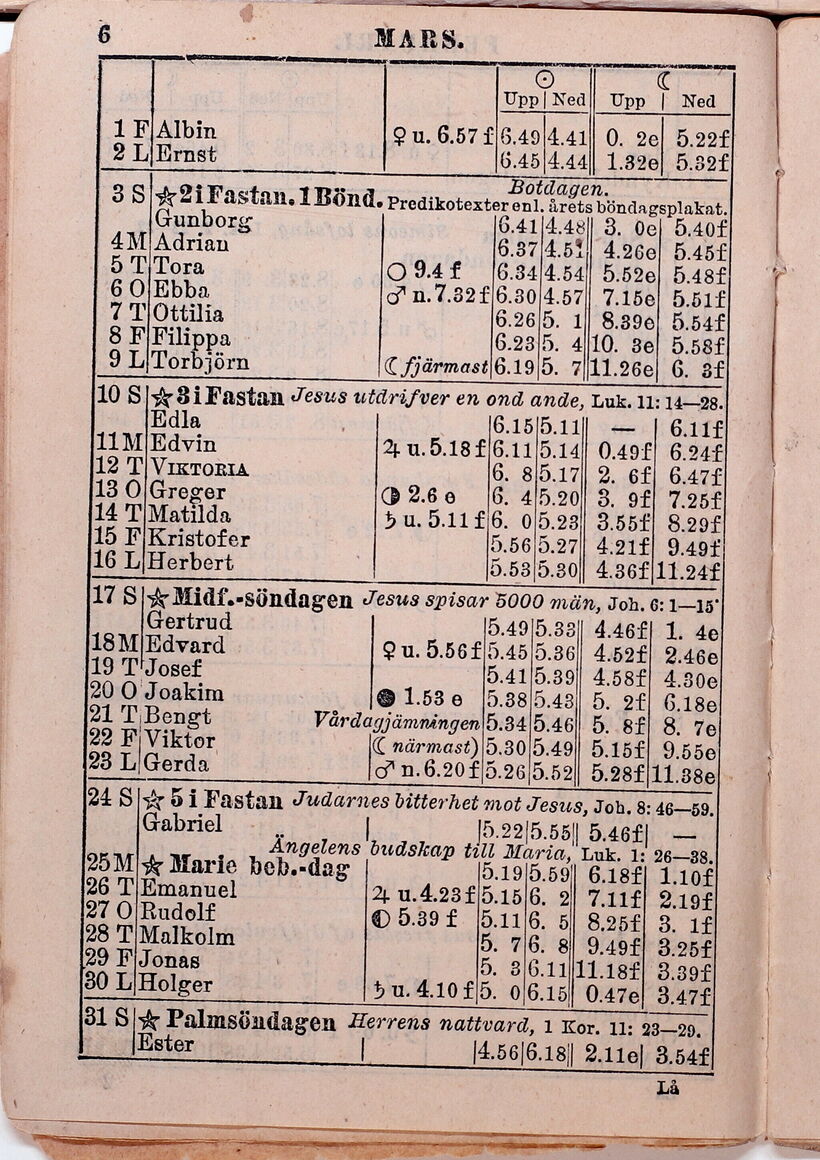 6 MARS.
☉ ☾
Upp Ned Upp Ned
1 F Albin ♀ u. 6.57 f 6.49 4.41 0. 2e 5.22f
2 L Ernst 6.45 4.44 1.32e 5.32f
3 S ☆ 2 i Fastan. 1 Bönd. Botdagen.
Predikotexter enl. årets böndagsplakat.
Gunborg 6.41 4.48 3. 0e 5.40f
4 M Adrian 6.37 4.51 4.26e 5.45f
5 T Tora ○ 9.4 f 6.34 4.54 5.52e 5.48f
6 O Ebba ♂ n. 7.32 f 6.30 4.57 7.15e 5.51f
7 T Ottilia 6.26 5. 1 8.39e 5.54f
8 F Filippa 6.23 5. 4 10. 3e 5.58f
9 L Torbjörn ☾ fjärmast 6.19 5. 7 11.26e 6. 3f
10 S ☆ 3 i Fastan Jesus utdrifver en ond ande, Luk. 11: 14—28.
Edla 6.15 5.11 — 6.11f
11 M Edvin ♃ u. 5.18 f 6.11 5.14 0.49f 6.24f
12 T VIKTORIA 6. 8 5.17 2. 6f 6.47f
13 O Greger ◑ 2.6 e 6. 4 5.20 3. 9f 7.25f
14 T Matilda ♄ u. 5.11 f 6. 0 5.23 3.55f 8.29f
15 F Kristofer 5.56 5.27 4.21f 9.49f
16 L Herbert 5.53 5.30 4.36f 11.24f
17 S ☆ Midf.-söndagen Jesus spisar 5000 män, Joh. 6: 1—15
Gertrud 5.49 5.33 4.46f 1. 4e
18 M Edvard ♀ u. 5.56 f 5.45 5.36 4.52f 2.46e
19 T Josef 5.41 5.39 4.58f 4.30e
20 O Joakim ● 1.53 e 5.38 5.43 5. 2f 6.18e
21 T Bengt Vårdagjämningen 5.34 5.46 5. 8f 8. 7e
22 F Viktor (☾ närmast) 5.30 5.49 5.15f 9.55e
23 L Gerda ♂ n. 6.20 f 5.26 5.52 5.28f 11.38e
24 S ☆ 5 i Fastan Judarnes bitterhet mot Jesus, Joh. 8: 46—59.
Gabriel 5.22 5.55 5.46f —
Ängelens budskap till Maria, Luk. 1: 26—38.
25 M ☆ Marie beb.-dag 5.19 5.59 6.18f 1.10f
26 T Emanuel ♃ u. 4.23 f 5.15 6. 2 7.11f 2.19f
27 O Rudolf ◐ 5.39 f 5.11 6. 5 8.25f 3. 1f
28 T Malkolm 5. 7 6. 8 9.49f 3.25f
29 F Jonas 5. 3 6.11 11.18f 3.39f
30 L Holger ♄ u. 4.10 f 5. 0 6.15 0.47e 3.47f
31 S ☆ Palmsöndagen Herrens nattvard, 1 Kor. 11: 23—29.
Ester 4.56 6.18 2.11e 3.54f
Lå